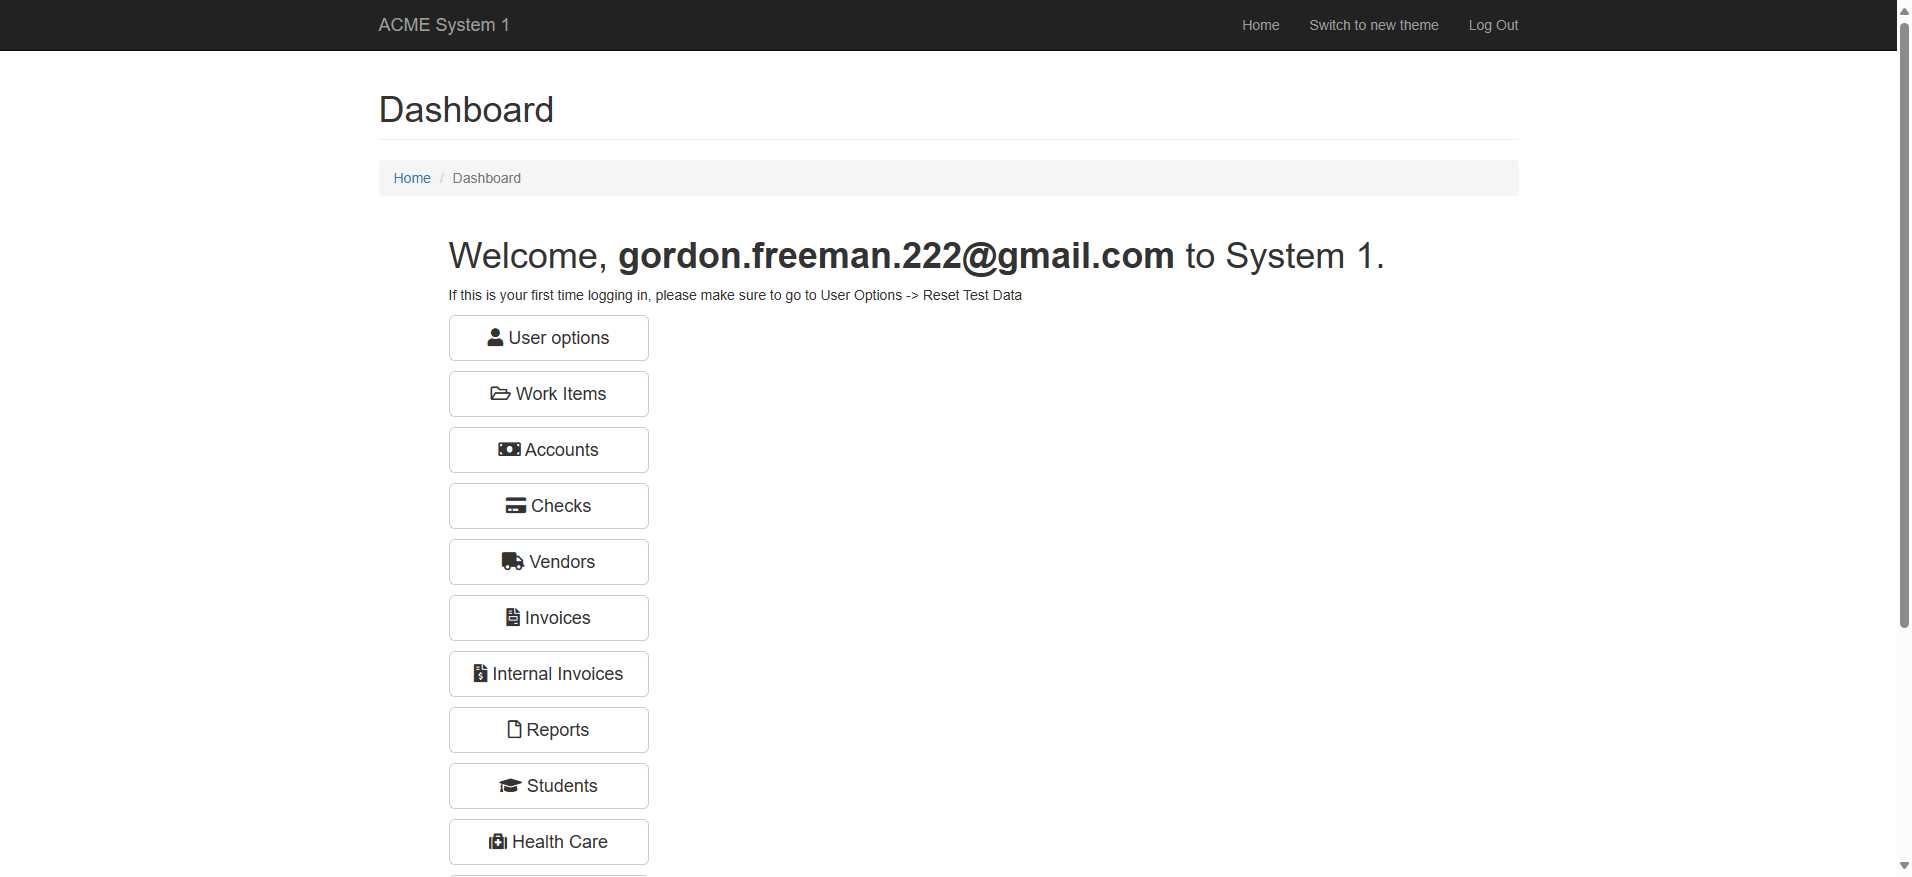 ACME System 1
Home
Switch to new theme
Log Out
Dashboard
Home / Dashboard
Welcome, gordon.freeman.222@gmail.com to System 1.
If this is your first time logging in, please make sure to go to User Options -> Reset Test Data
User options
Work Items
Accounts
Checks
Vendors
Invoices
Internal Invoices
Reports
Students
Health Care